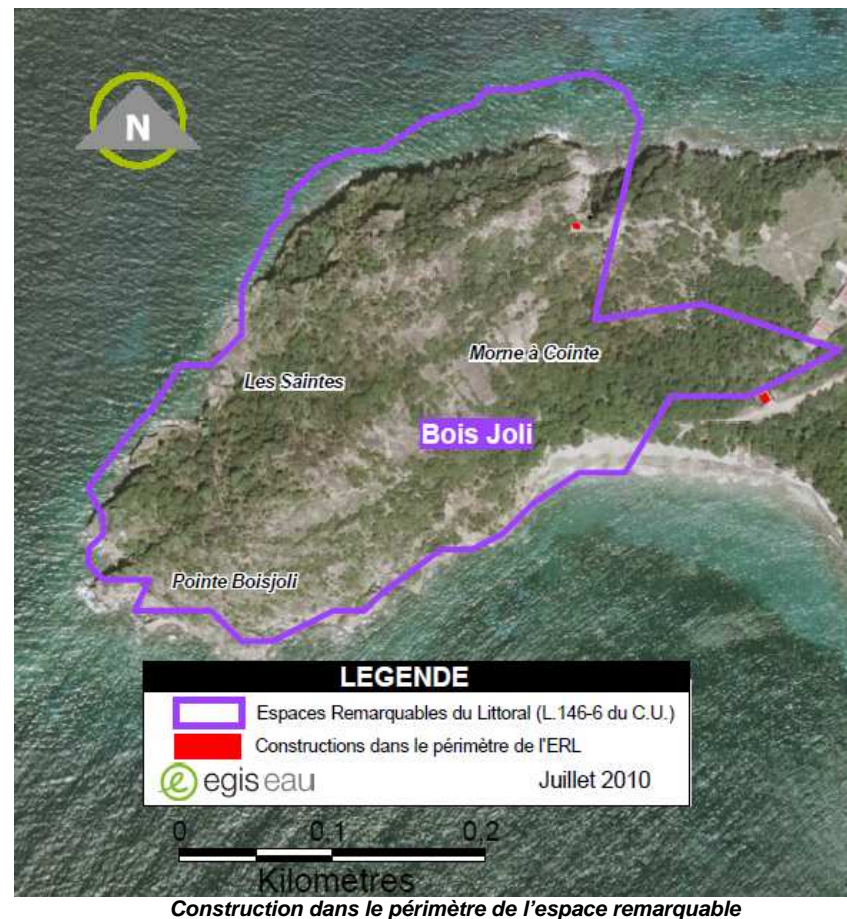 N
Morne à Cointe
Les Saintes
Bois Joli
Pointe Boisjoli
LEGENDE
Espaces Remarquables du Littoral (L.146-6 du C.U.)
Constructions dans le périmètre de l'ERL
egis eau Juillet 2010
0 0,1 0,2
Kilomètres
Construction dans le périmètre de l'espace remarquable